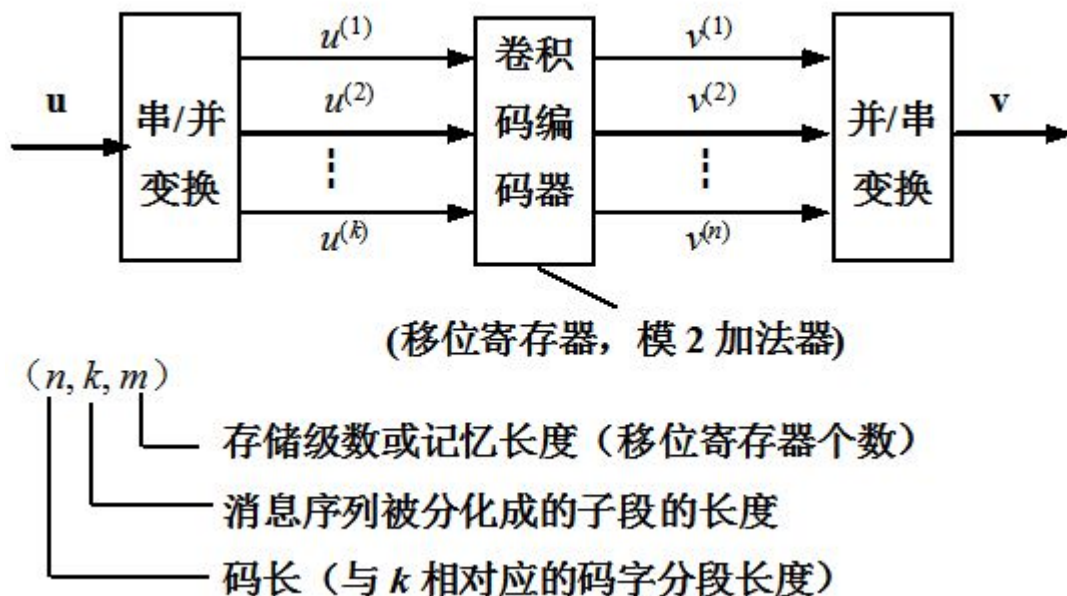 u⁽¹⁾ 卷积 v⁽¹⁾
u 串/并 u⁽²⁾ 码编 v⁽²⁾ 并/串 v
变换 码器 变换
u⁽ᵏ⁾ v⁽ⁿ⁾
(移位寄存器，模 2 加法器)
（n, k, m）
存储级数或记忆长度（移位寄存器个数）
消息序列被分化成的子段的长度
码长（与 k 相对应的码字分段长度）